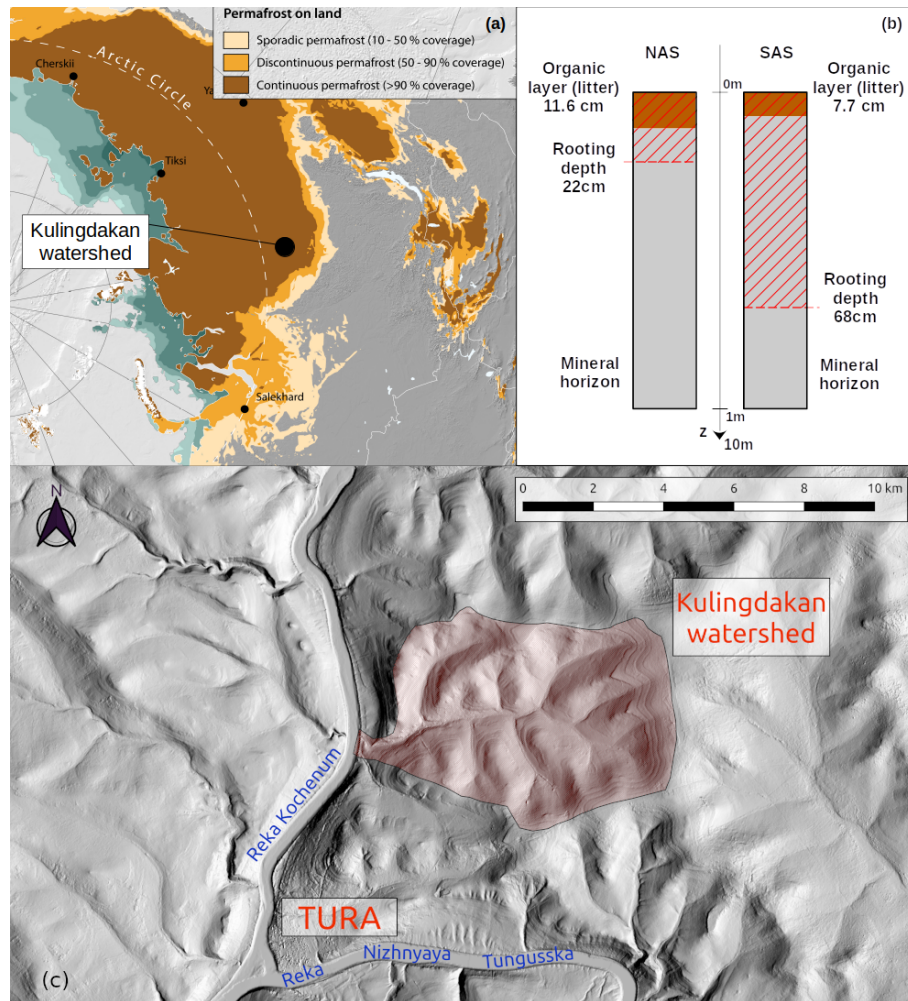 Permafrost on land
(a)
Sporadic permafrost (10 - 50 % coverage)
Discontinuous permafrost (50 - 90 % coverage)
Continuous permafrost (>90 % coverage)
Arctic Circle
Cherskii
Ya
Tiksi
Kulingdakan
watershed
Salekhard
(b)
NAS
SAS
Organic
layer (litter)
11.6 cm
0m
Organic
layer (litter)
7.7 cm
Rooting
depth
22cm
Rooting
depth
68cm
Mineral
horizon
Mineral
horizon
1m
z
10m
N
0 2 4 6 8 10 km
Kulingdakan
watershed
Reka Kochenum
TURA
Reka Nizhnyaya Tungusska
(c)